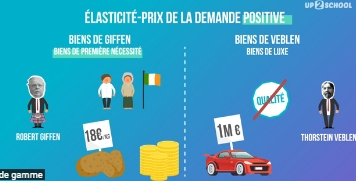 UP2SCHOOL
ÉLASTICITÉ-PRIX DE LA DEMANDE POSITIVE
BIENS DE GIFFEN
BIENS DE PREMIÈRE NÉCESSITÉ
BIENS DE VEBLEN
BIENS DE LUXE
QUALITÉ
ROBERT GIFFEN
18€/KG
1M €
THORSTEIN VEBLEN
de gamme